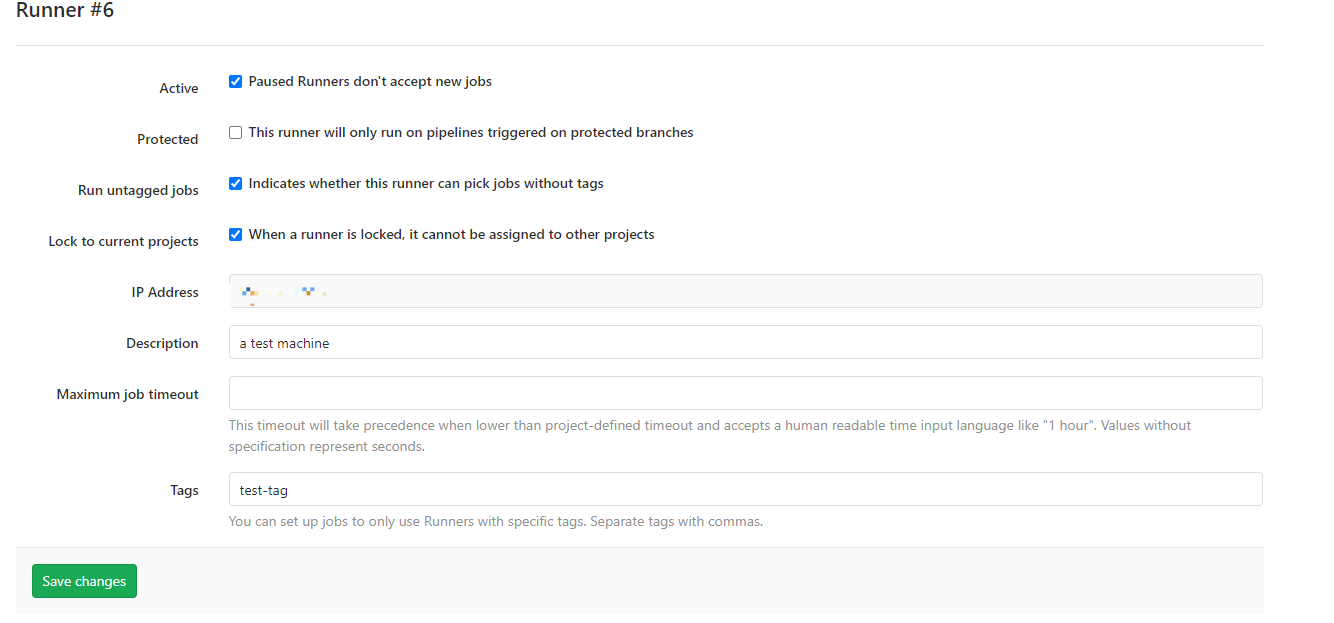 Runner #6
Active
Paused Runners don't accept new jobs
Protected
This runner will only run on pipelines triggered on protected branches
Run untagged jobs
Indicates whether this runner can pick jobs without tags
Lock to current projects
When a runner is locked, it cannot be assigned to other projects
IP Address
Description
a test machine
Maximum job timeout
This timeout will take precedence when lower than project-defined timeout and accepts a human readable time input language like "1 hour". Values without
specification represent seconds.
Tags
test-tag
You can set up jobs to only use Runners with specific tags. Separate tags with commas.
Save changes